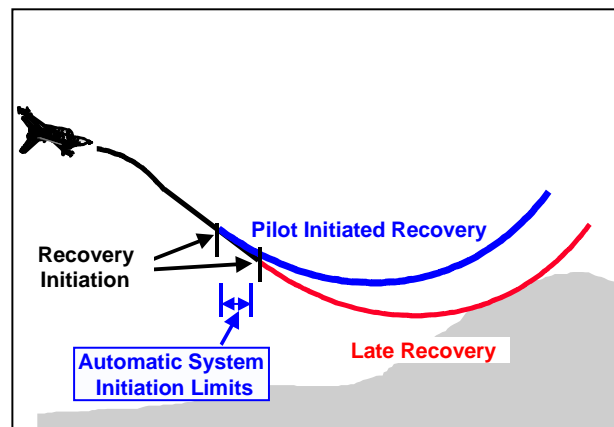 Pilot Initiated Recovery
Recovery
Initiation
Late Recovery
Automatic System
Initiation Limits